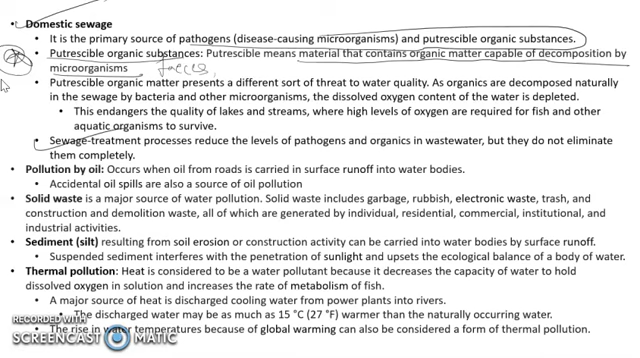 Domestic sewage
It is the primary source of pathogens (disease-causing microorganisms) and putrescible organic substances.
Putrescible organic substances: Putrescible means material that contains organic matter capable of decomposition by
microorganisms faeces
Putrescible organic matter presents a different sort of threat to water quality. As organics are decomposed naturally
in the sewage by bacteria and other microorganisms, the dissolved oxygen content of the water is depleted.
This endangers the quality of lakes and streams, where high levels of oxygen are required for fish and other
aquatic organisms to survive.
Sewage-treatment processes reduce the levels of pathogens and organics in wastewater, but they do not eliminate
them completely.
Pollution by oil: Occurs when oil from roads is carried in surface runoff into water bodies.
Accidental oil spills are also a source of oil pollution
Solid waste is a major source of water pollution. Solid waste includes garbage, rubbish, electronic waste, trash, and
construction and demolition waste, all of which are generated by individual, residential, commercial, institutional, and
industrial activities.
Sediment (silt) resulting from soil erosion or construction activity can be carried into water bodies by surface runoff.
Suspended sediment interferes with the penetration of sunlight and upsets the ecological balance of a body of water.
Thermal pollution: Heat is considered to be a water pollutant because it decreases the capacity of water to hold
dissolved oxygen in solution and increases the rate of metabolism of fish.
A major source of heat is discharged cooling water from power plants into rivers.
The discharged water may be as much as 15 °C (27 °F) warmer than the naturally occurring water.
The rise in water temperatures because of global warming can also be considered a form of thermal pollution.
RECORDED WITH
SCREENCAST MATIC